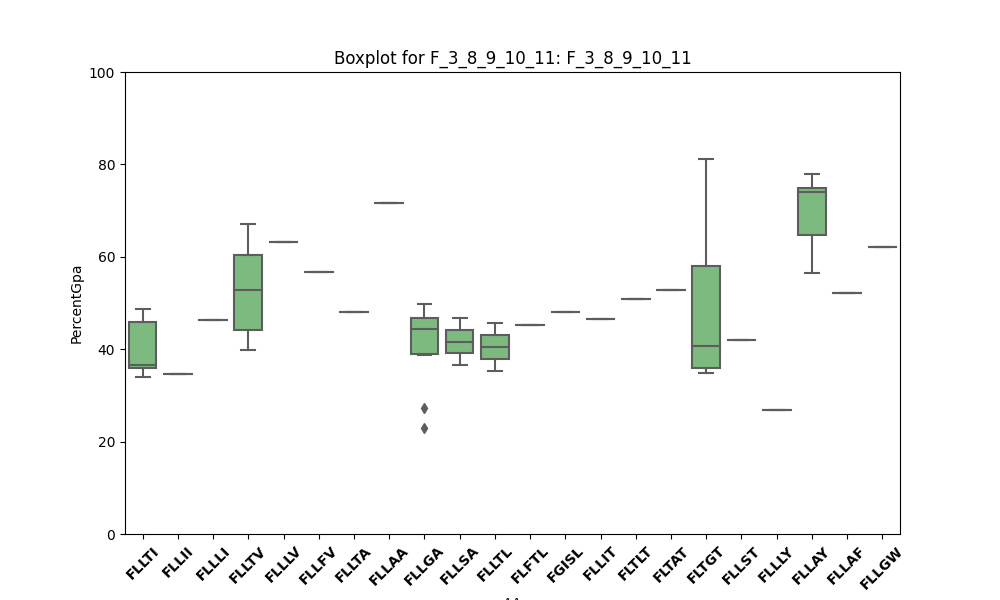 Boxplot for F_3_8_9_10_11: F_3_8_9_10_11
100
80
60
40
20
0
PercentGpa
FLLTI
FLLII
FLLLI
FLLTV
FLLLV
FLLFV
FLLTA
FLLAA
FLLGA
FLLSA
FLLTL
FLFTL
FGISL
FLLIT
FLTLT
FLTAT
FLTGT
FLLST
FLLLY
FLLAY
FLLAF
FLLGW